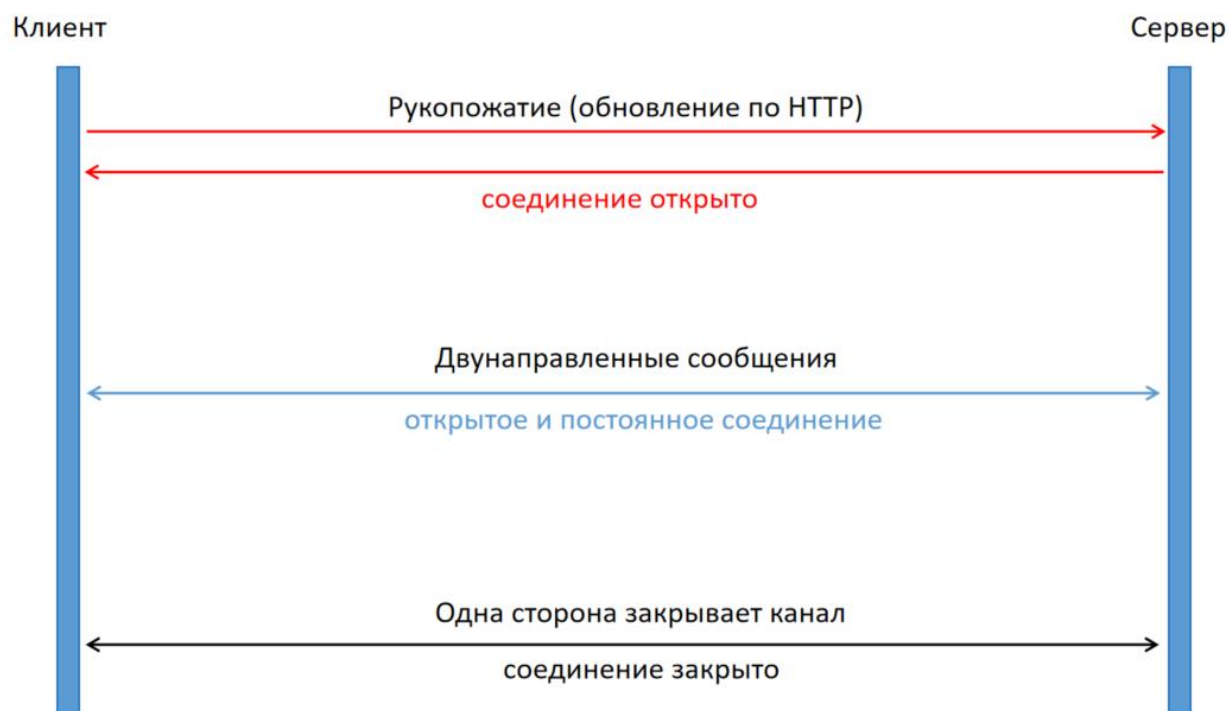 Клиент
Сервер
Рукопожатие (обновление по HTTP)
соединение открыто
Двунаправленные сообщения
открытое и постоянное соединение
Одна сторона закрывает канал
соединение закрыто